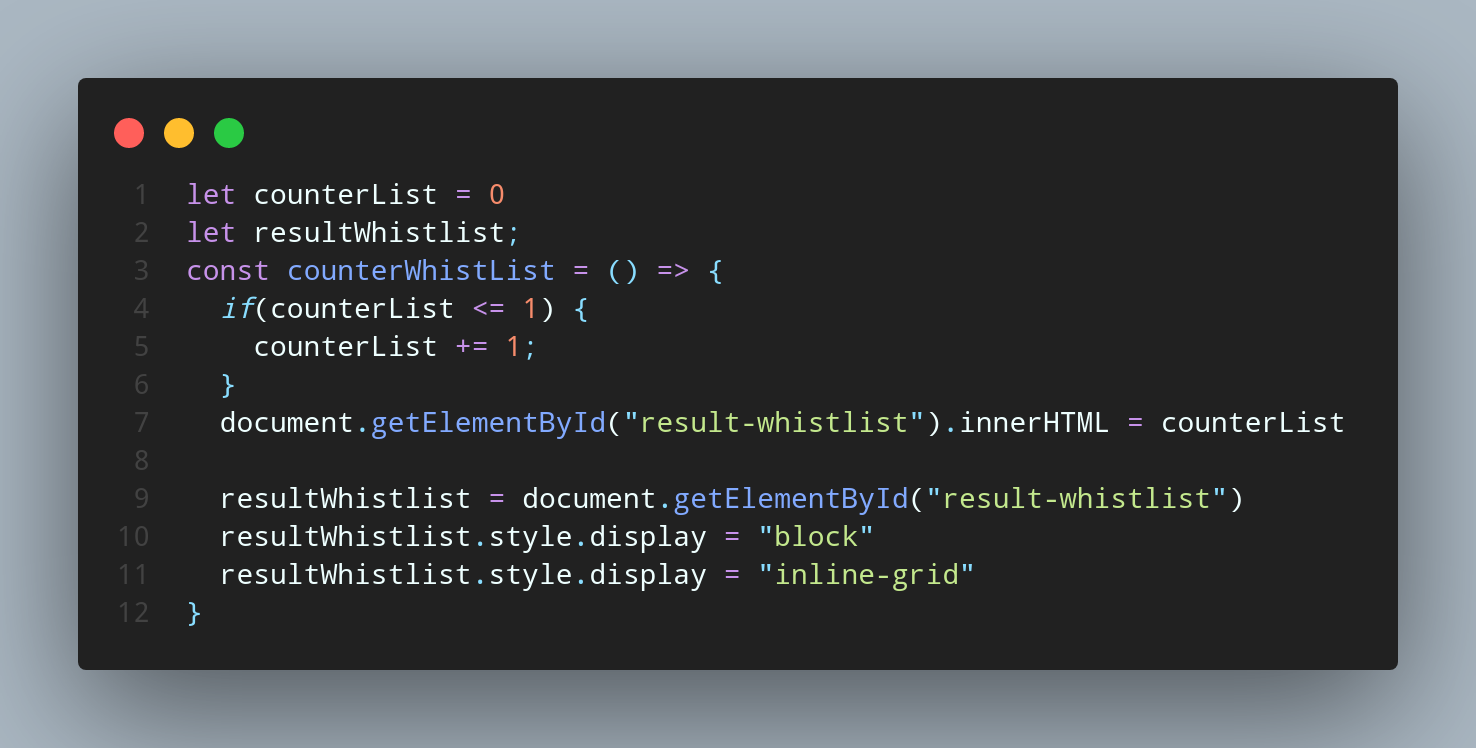 1 let counterList = 0
2 let resultWhistlist;
3 const counterWhistList = () => {
4   if(counterList <= 1) {
5     counterList += 1;
6   }
7   document.getElementById("result-whistlist").innerHTML = counterList
8
9   resultWhistlist = document.getElementById("result-whistlist")
10   resultWhistlist.style.display = "block"
11   resultWhistlist.style.display = "inline-grid"
12 }